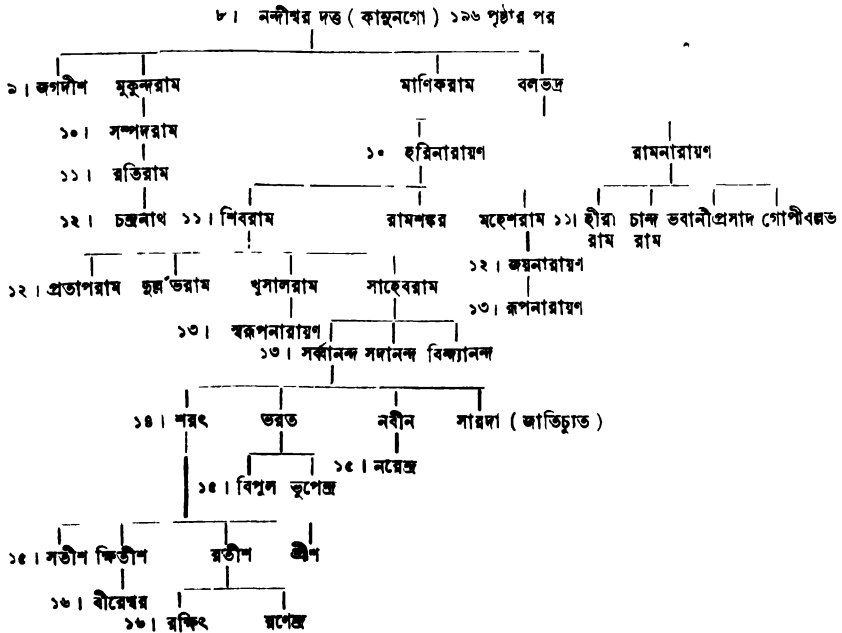 ৮। নন্দীশ্বর দত্ত ( কানুনগো ) ১৯৬ পৃষ্ঠার পর
৯। জগদীশ মুকুন্দরাম মাণিকরাম বলভদ্র
১০। সম্পদরাম
১০ হরিনারায়ণ রামনারায়ণ
১১। রতিরাম
১২। চন্দ্রনাথ ১১। শিবরাম রামশঙ্কর মহেশরাম ১১। হীরা চান্দ ভবানীপ্রসাদ গোপীবল্লভ
রাম রাম
১২। জয়নারায়ণ
১২। প্রতাপরাম দুর্ল্লভরাম খুসালরাম সাহেবরাম
১৩। রূপনারায়ণ
১৩। স্বরূপনারায়ণ
১৩। সর্ব্বানন্দ সদানন্দ বিদ্যানন্দ
১৪। শরৎ ভরত নবীন সারদা ( জাতিচ্যুত )
১৫। নরেন্দ্র
১৫। বিপুল ভূপেন্দ্র
১৫। সতীশ ক্ষিতীশ রতীশ শ্রীশ
১৬। বীরেশ্বর
১৬। রঞ্জিৎ রণেন্দ্র